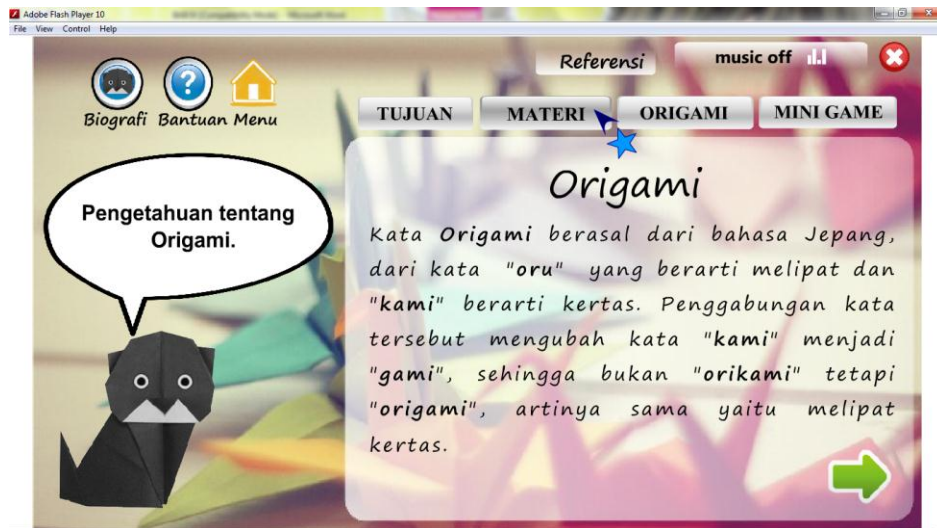 Adobe Flash Player 10
File View Control Help
Referensi
music off
Biografi Bantuan Menu
TUJUAN MATERI ORIGAMI MINI GAME
Pengetahuan tentang
Origami.
Origami
Kata Origami berasal dari bahasa Jepang,
dari kata "oru" yang berarti melipat dan
"kami" berarti kertas. Penggabungan kata
tersebut mengubah kata "kami" menjadi
"gami", sehingga bukan "orikami" tetapi
"origami", artinya sama yaitu melipat
kertas.